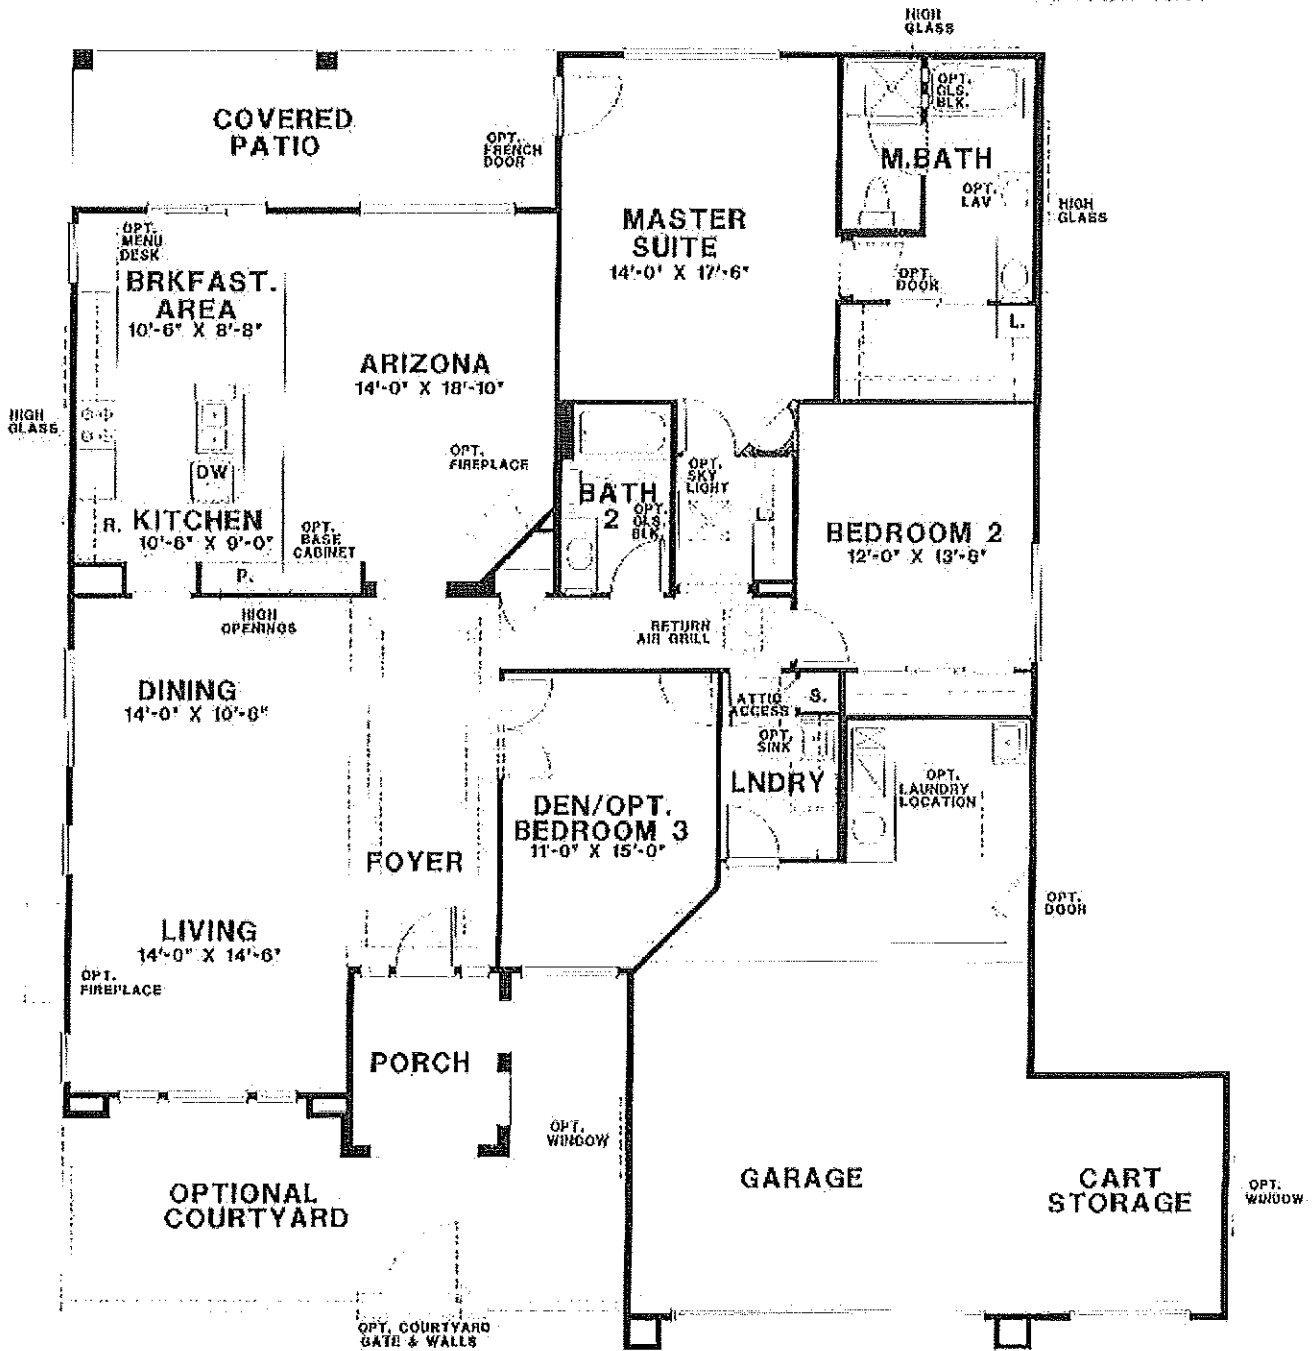 HIGH
GLASS
COVERED
PATIO
OPT.
FRENCH
DOOR
OPT.
GLS.
BLK.
M.BATH
OPT.
LAV
HIGH
GLASS
MASTER
SUITE
14'-0" X 17'-6"
OPT.
DOOR
L.
OPT.
MENU
DESK
BRKFAST.
AREA
10'-6" X 8'-8"
ARIZONA
14'-0" X 18'-10"
HIGH
GLASS
OPT.
FIREPLACE
DW
R.
KITCHEN
10'-6" X 9'-0"
OPT.
BASE
CABINET
P.
HIGH
OPENINGS
BATH
2
OPT.
GLS.
BLK.
OPT.
SKY
LIGHT
L.
BEDROOM 2
12'-0" X 13'-6"
RETURN
AIR GRILL
DINING
14'-0" X 10'-6"
ATTIC
ACCESS
S.
OPT.
SINK
LNDRY
OPT.
LAUNDRY
LOCATION
DEN/OPT.
BEDROOM 3
11'-0" X 15'-0"
FOYER
OPT.
DOOR
LIVING
14'-0" X 14'-6"
OPT.
FIREPLACE
PORCH
OPT.
WINDOW
GARAGE
CART
STORAGE
OPT.
WINDOW
OPTIONAL
COURTYARD
OPT. COURTYARD
GATE & WALLS